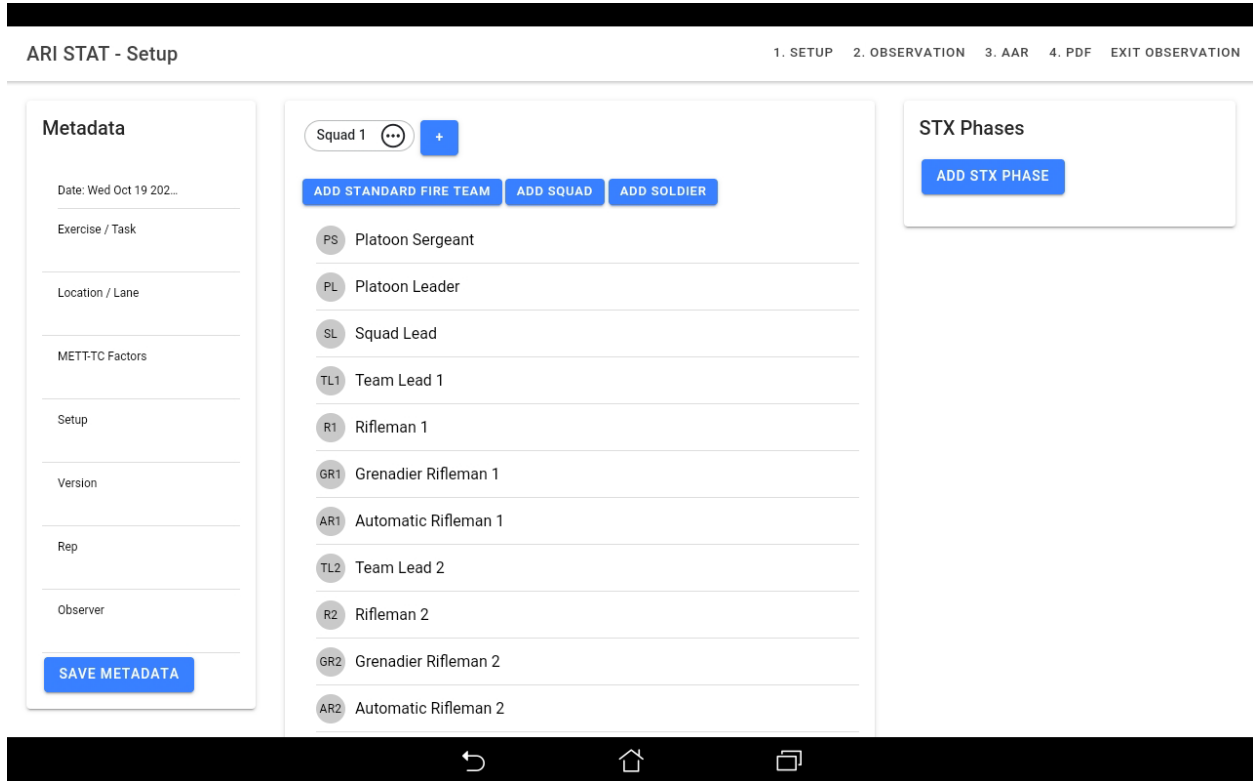 ARI STAT - Setup
1. SETUP 2. OBSERVATION 3. AAR 4. PDF EXIT OBSERVATION
Metadata
Date: Wed Oct 19 202...
Exercise / Task
Location / Lane
METT-TC Factors
Setup
Version
Rep
Observer
SAVE METADATA
Squad 1
+
ADD STANDARD FIRE TEAM ADD SQUAD ADD SOLDIER
PS Platoon Sergeant
PL Platoon Leader
SL Squad Lead
TL1 Team Lead 1
R1 Rifleman 1
GR1 Grenadier Rifleman 1
AR1 Automatic Rifleman 1
TL2 Team Lead 2
R2 Rifleman 2
GR2 Grenadier Rifleman 2
AR2 Automatic Rifleman 2
STX Phases
ADD STX PHASE